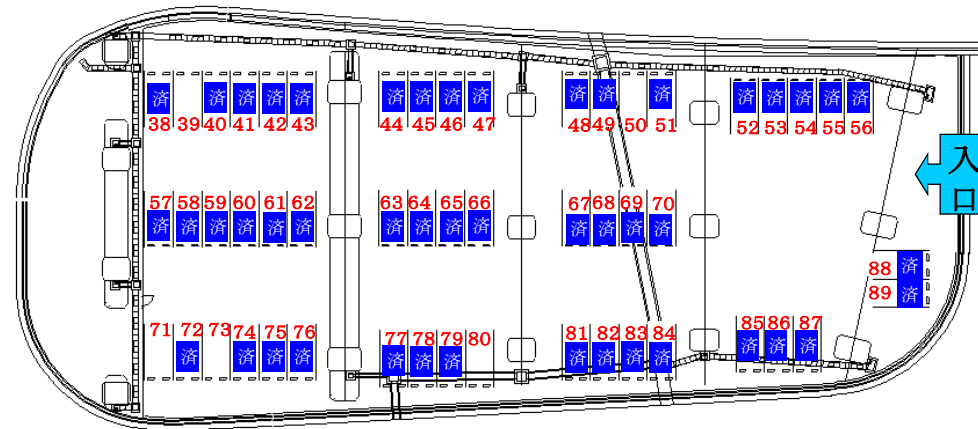 済 済 済 済 済 済 済 済 済 済 済 済 済 済 済 済 済
38 39 40 41 42 43 44 45 46 47 48 49 50 51 52 53 54 55 56
入口
57 58 59 60 61 62 63 64 65 66 67 68 69 70
済 済 済 済 済 済 済 済 済 済 済 済 済 済
88 済
89 済
71 72 73 74 75 76 77 78 79 80 81 82 83 84 85 86 87
済 済 済 済 済 済 済 済 済 済 済 済 済 済